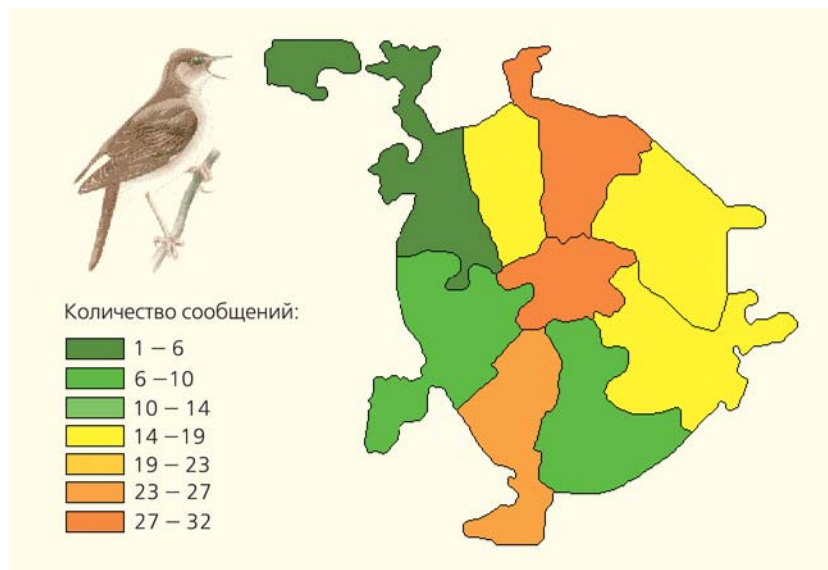 Количество сообщений:
1 – 6
6 – 10
10 – 14
14 – 19
19 – 23
23 – 27
27 – 32